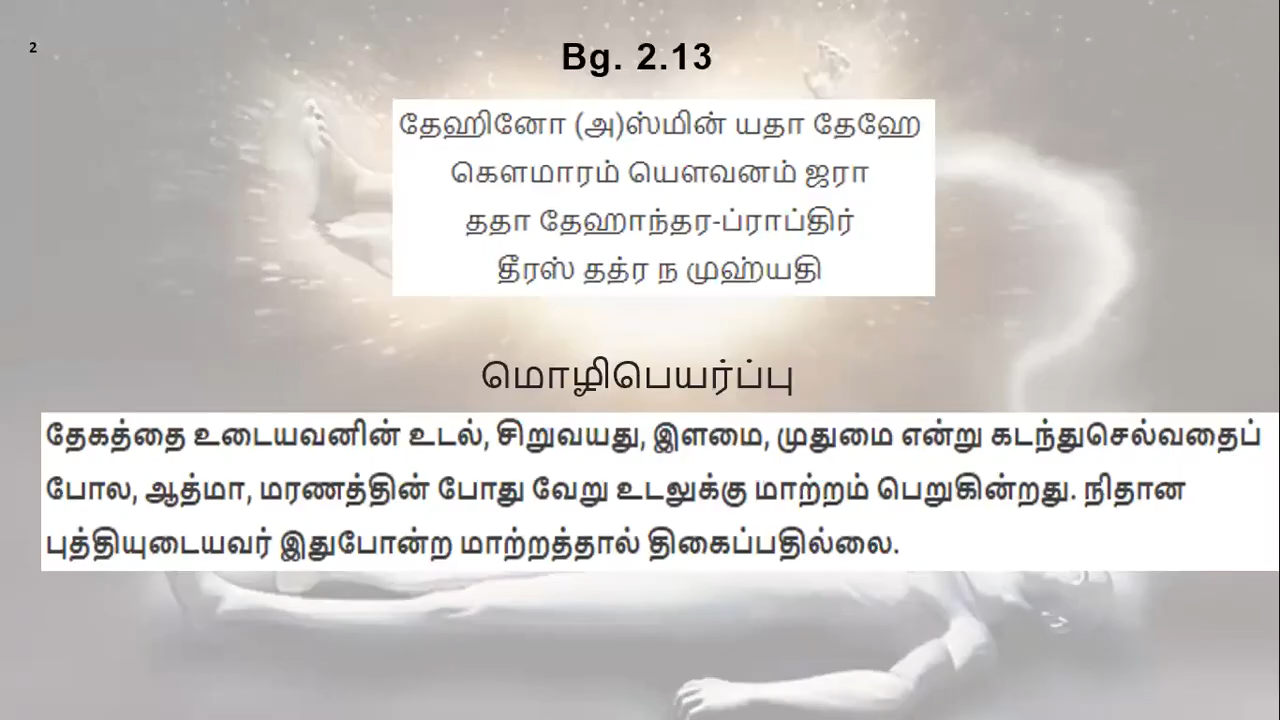 2
Bg. 2.13
தேஹினோ (அ)ஸ்மின் யதா தேஹே
கௌமாரம் யௌவனம் ஜரா
ததா தேஹாந்தர-ப்ராப்திர்
தீரஸ் தத்ர ந முஹ்யதி
மொழிபெயர்ப்பு
தேகத்தை உடையவனின் உடல், சிறுவயது, இளமை, முதுமை என்று கடந்துசெல்வதைப்
போல, ஆத்மா, மரணத்தின் போது வேறு உடலுக்கு மாற்றம் பெறுகின்றது. நிதான
புத்தியுடையவர் இதுபோன்ற மாற்றத்தால் திகைப்பதில்லை.